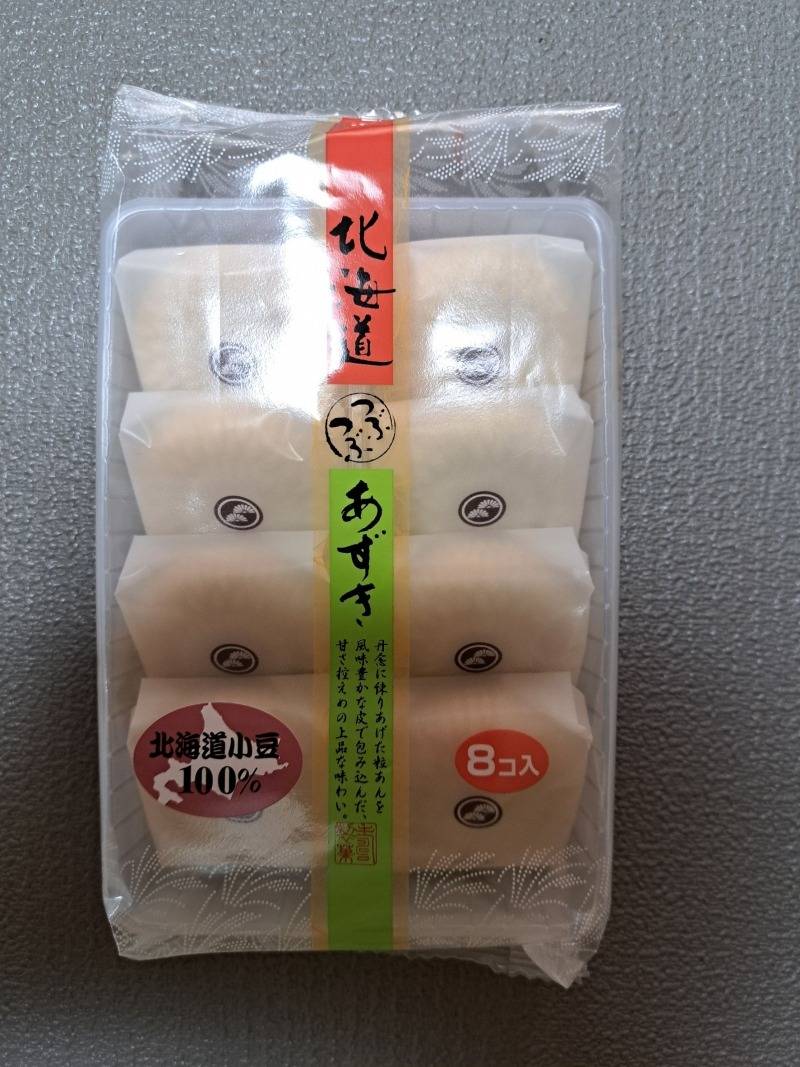 北海道
つぶつぶ
あずき
丹念に練りあげた粒あんを
風味豊かな皮で包み込んだ、
甘さ控えめの上品な味わい。
北海道小豆
100%
8コ入